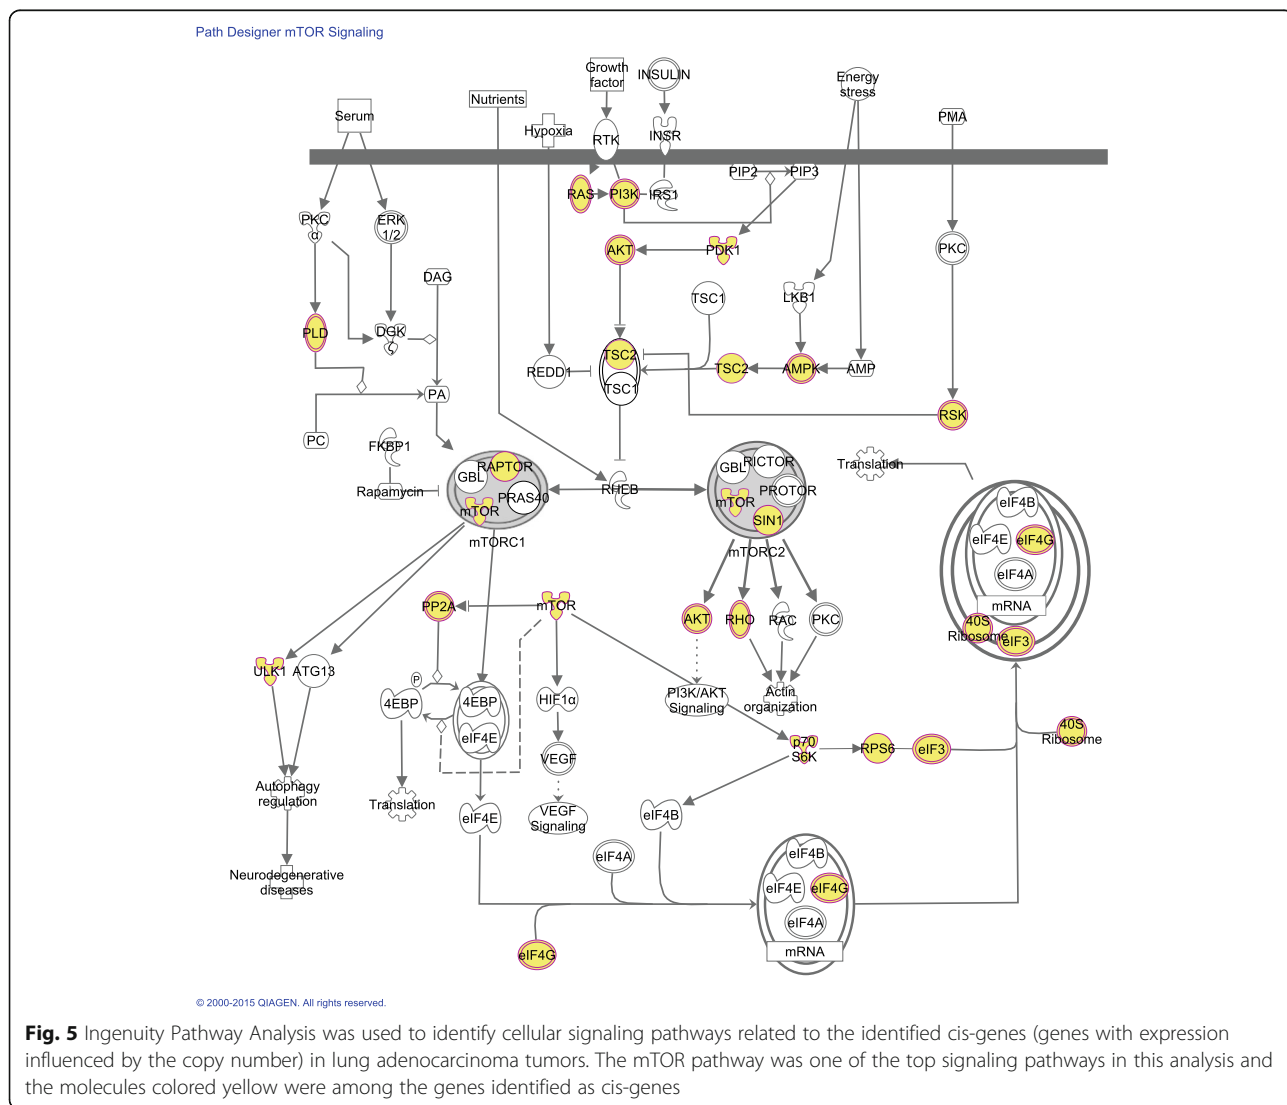 Path Designer mTOR Signaling
Growth
factor
INSULIN
Energy
stress
Nutrients
Serum
Hypoxia
RTK
INSR
PMA
PIP2
PIP3
RAS
PI3K
IRS1
PKC
α
ERK
1/2
AKT
PDK1
PKC
DAG
TSC1
LKB1
PLD
DGK
ζ
TSC2
REDD1
TSC1
TSC2
AMPK
AMP
PA
RSK
PC
FKBP1
Rapamycin
GBL
RAPTOR
PRAS40
mTOR
mTORC1
RHEB
GBL
RICTOR
PROTOR
mTOR
SIN1
mTORC2
Translation
eIF4B
eIF4E
eIF4G
eIF4A
mRNA
40S
Ribosome
eIF3
PP2A
mTOR
AKT
RHO
RAC
PKC
ULK1
ATG13
P
4EBP
4EBP
eIF4E
HIF1α
PI3K/AKT
Signaling
Actin
organization
VEGF
p70
S6K
RPS6
eIF3
40S
Ribosome
Autophagy
regulation
Translation
eIF4E
VEGF
Signaling
eIF4B
eIF4A
Neurodegenerative
diseases
eIF4B
eIF4E
eIF4G
eIF4A
mRNA
eIF4G
© 2000-2015 QIAGEN. All rights reserved.
Fig. 5 Ingenuity Pathway Analysis was used to identify cellular signaling pathways related to the identified cis-genes (genes with expression
influenced by the copy number) in lung adenocarcinoma tumors. The mTOR pathway was one of the top signaling pathways in this analysis and
the molecules colored yellow were among the genes identified as cis-genes